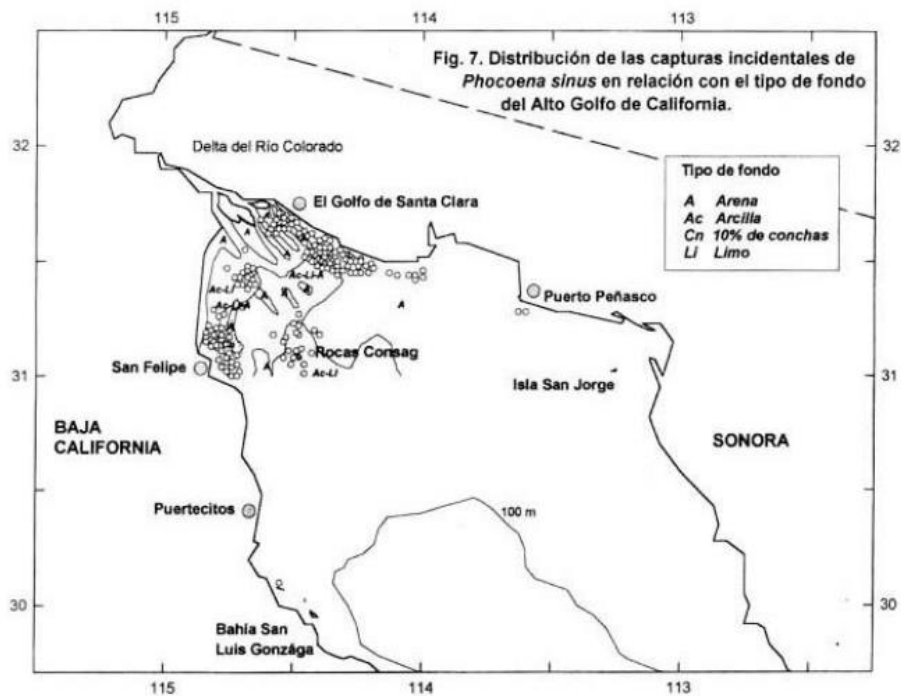 115
114
113
Fig. 7. Distribución de las capturas incidentales de
Phocoena sinus en relación con el tipo de fondo
del Alto Golfo de California.
32
32
Delta del Río Colorado
Tipo de fondo
A Arena
Ac Arcilla
Cn 10% de conchas
Li Limo
El Golfo de Santa Clara
A
A
A
A
Ac-Li-A
Ac-Li
A
A
A
Puerto Peñasco
A
Rocas Consag
San Felipe
31
31
A
Ac-Li
Isla San Jorge
BAJA
CALIFORNIA
SONORA
Puertecitos
100 m
30
30
Bahía San
Luis Gonzága
115
114
113